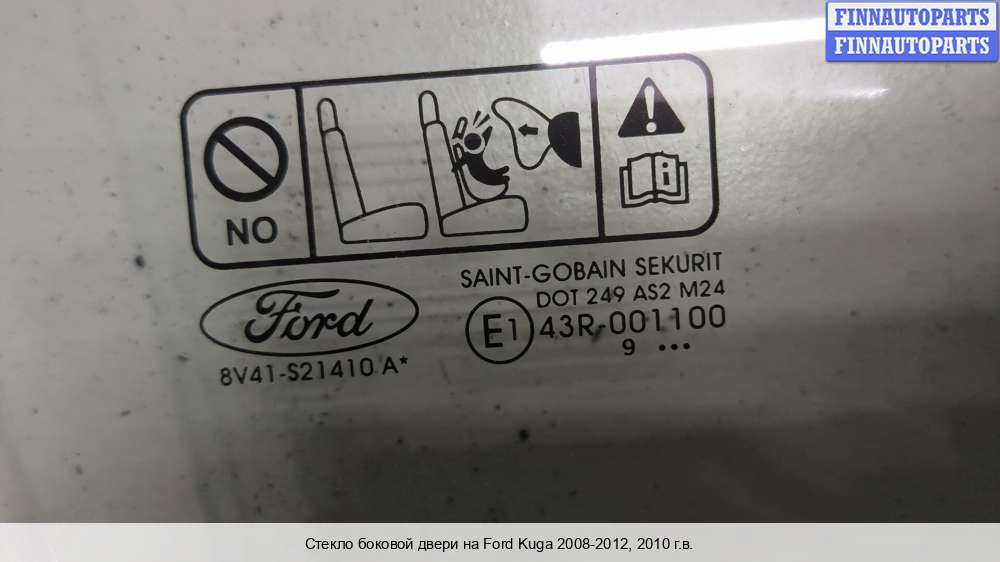 FINNAUTOPARTS
FINNAUTOPARTS
NO
i
SAINT-GOBAIN SEKURIT
DOT 249 AS2 M24
Ford
E1 43R-001100
9 •••
8V41-S21410 A*
Стекло боковой двери на Ford Kuga 2008-2012, 2010 г.в.